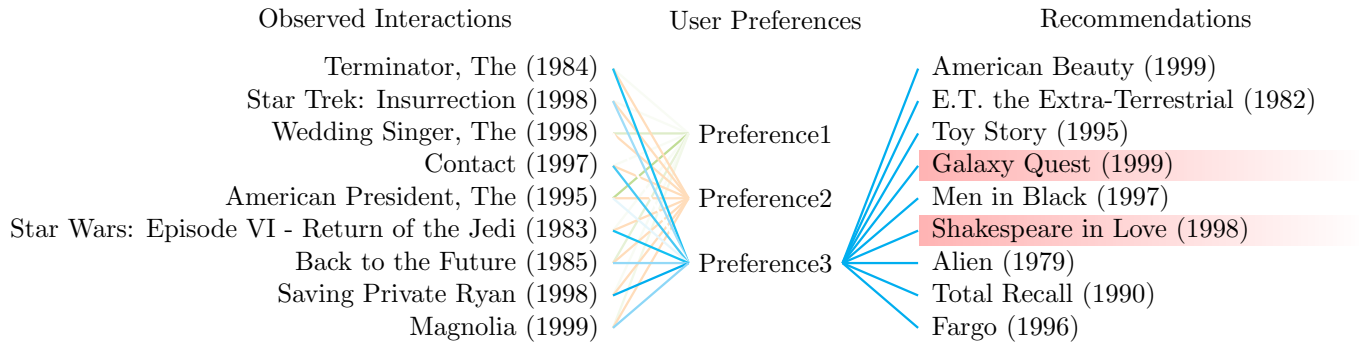 Observed Interactions
User Preferences
Recommendations
Terminator, The (1984)
Star Trek: Insurrection (1998)
Wedding Singer, The (1998)
Contact (1997)
American President, The (1995)
Star Wars: Episode VI - Return of the Jedi (1983)
Back to the Future (1985)
Saving Private Ryan (1998)
Magnolia (1999)
Preference1
Preference2
Preference3
American Beauty (1999)
E.T. the Extra-Terrestrial (1982)
Toy Story (1995)
Galaxy Quest (1999)
Men in Black (1997)
Shakespeare in Love (1998)
Alien (1979)
Total Recall (1990)
Fargo (1996)